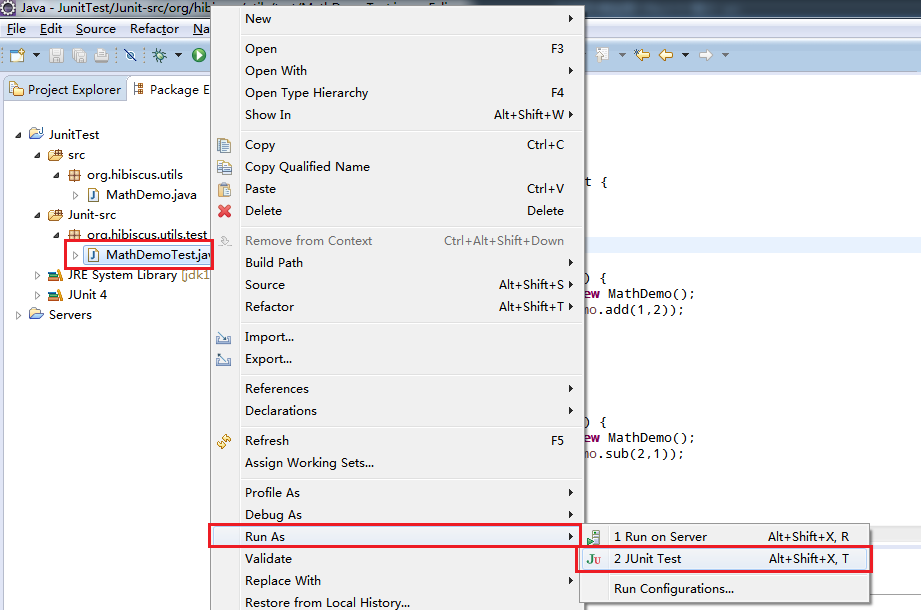 Java - JunitTest/Junit-src/org/hibiscus
File Edit Source Refactor Na
Project Explorer Package E
JunitTest
src
org.hibiscus.utils
MathDemo.java
Junit-src
org.hibiscus.utils.test
MathDemoTest.jav
JRE System Library [jdk1
JUnit 4
Servers
New
Open F3
Open With
Open Type Hierarchy F4
Show In Alt+Shift+W
Copy Ctrl+C
Copy Qualified Name
Paste Ctrl+V
Delete Delete
Remove from Context Ctrl+Alt+Shift+Down
Build Path
Source Alt+Shift+S
Refactor Alt+Shift+T
Import...
Export...
References
Declarations
Refresh F5
Assign Working Sets...
Profile As
Debug As
Run As
Validate
Replace With
Restore from Local History...
t {
) {
ew MathDemo();
mo.add(1,2));
) {
ew MathDemo();
mo.sub(2,1));
1 Run on Server Alt+Shift+X, R
2 JUnit Test Alt+Shift+X, T
Run Configurations...